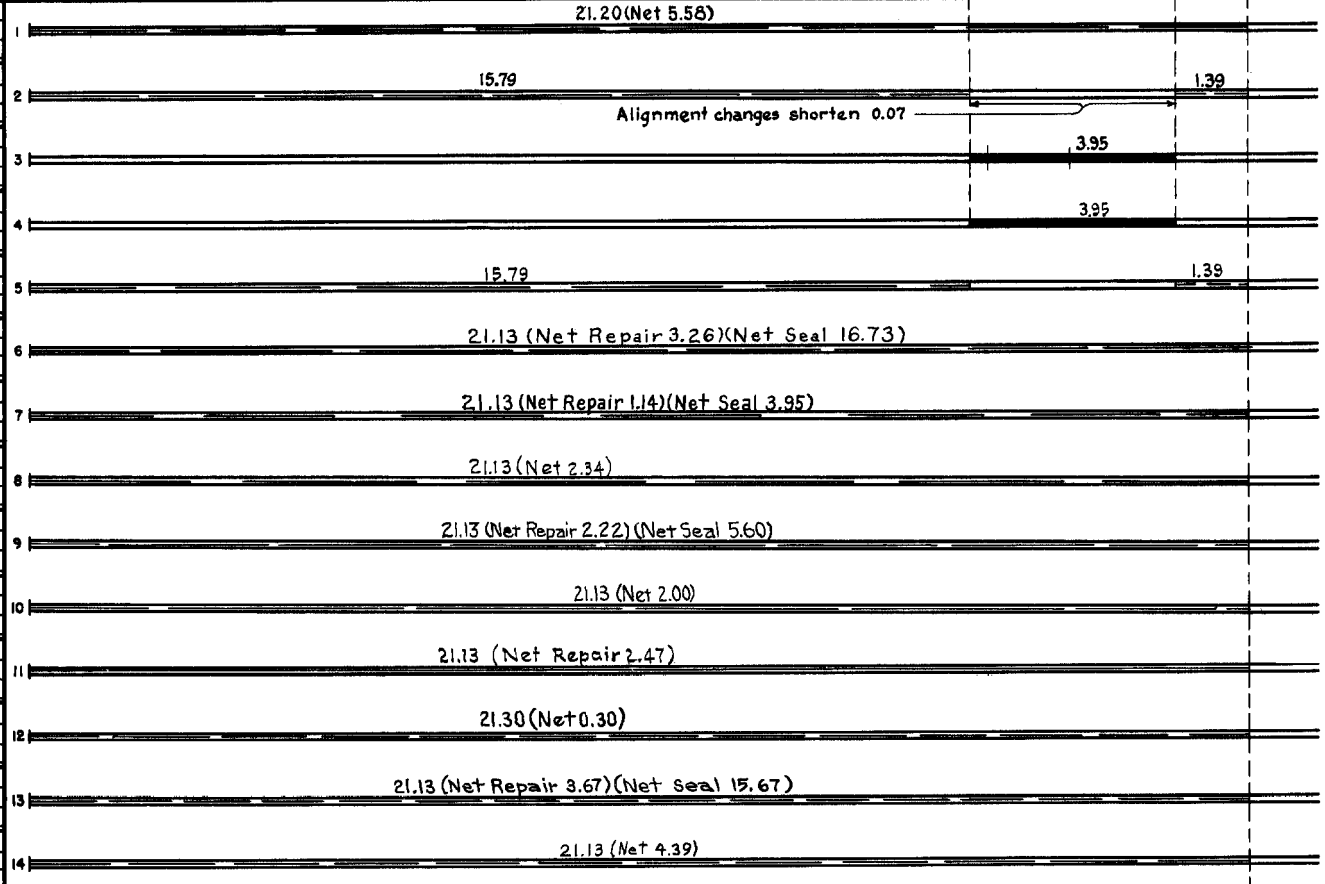 21.20 (Net 5.58)
1
15.79 1.39
2
Alignment changes shorten 0.07
3.95
3
3.95
4
15.79 1.39
5
21.13 (Net Repair 3.26)(Net Seal 16.73)
6
21.13 (Net Repair 1.14)(Net Seal 3.95)
7
21.13 (Net 2.34)
8
21.13 (Net Repair 2.22)(Net Seal 5.60)
9
21.13 (Net 2.00)
10
21.13 (Net Repair 2.47)
11
21.30 (Net 0.30)
12
21.13 (Net Repair 3.67)(Net Seal 15.67)
13
21.13 (Net 4.39)
14